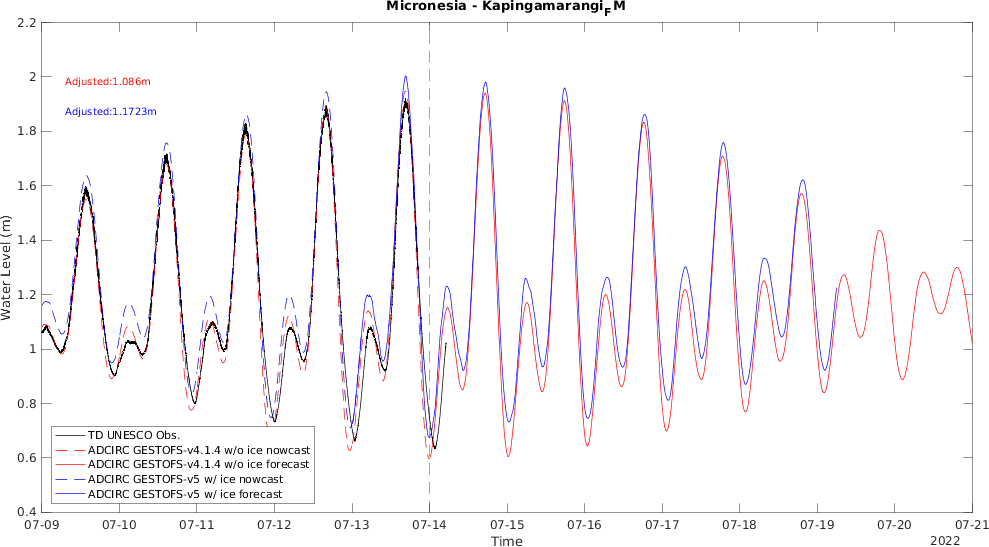 Micronesia - Kapingamarangi_FM
2.2
2
1.8
1.6
1.4
1.2
1
0.8
0.6
0.4
Water Level (m)
Adjusted:1.086m
Adjusted:1.1723m
TD UNESCO Obs.
ADCIRC GESTOFS-v4.1.4 w/o ice nowcast
ADCIRC GESTOFS-v4.1.4 w/o ice forecast
ADCIRC GESTOFS-v5 w/ ice nowcast
ADCIRC GESTOFS-v5 w/ ice forecast
07-09 07-10 07-11 07-12 07-13 07-14 07-15 07-16 07-17 07-18 07-19 07-20 07-21
Time
2022